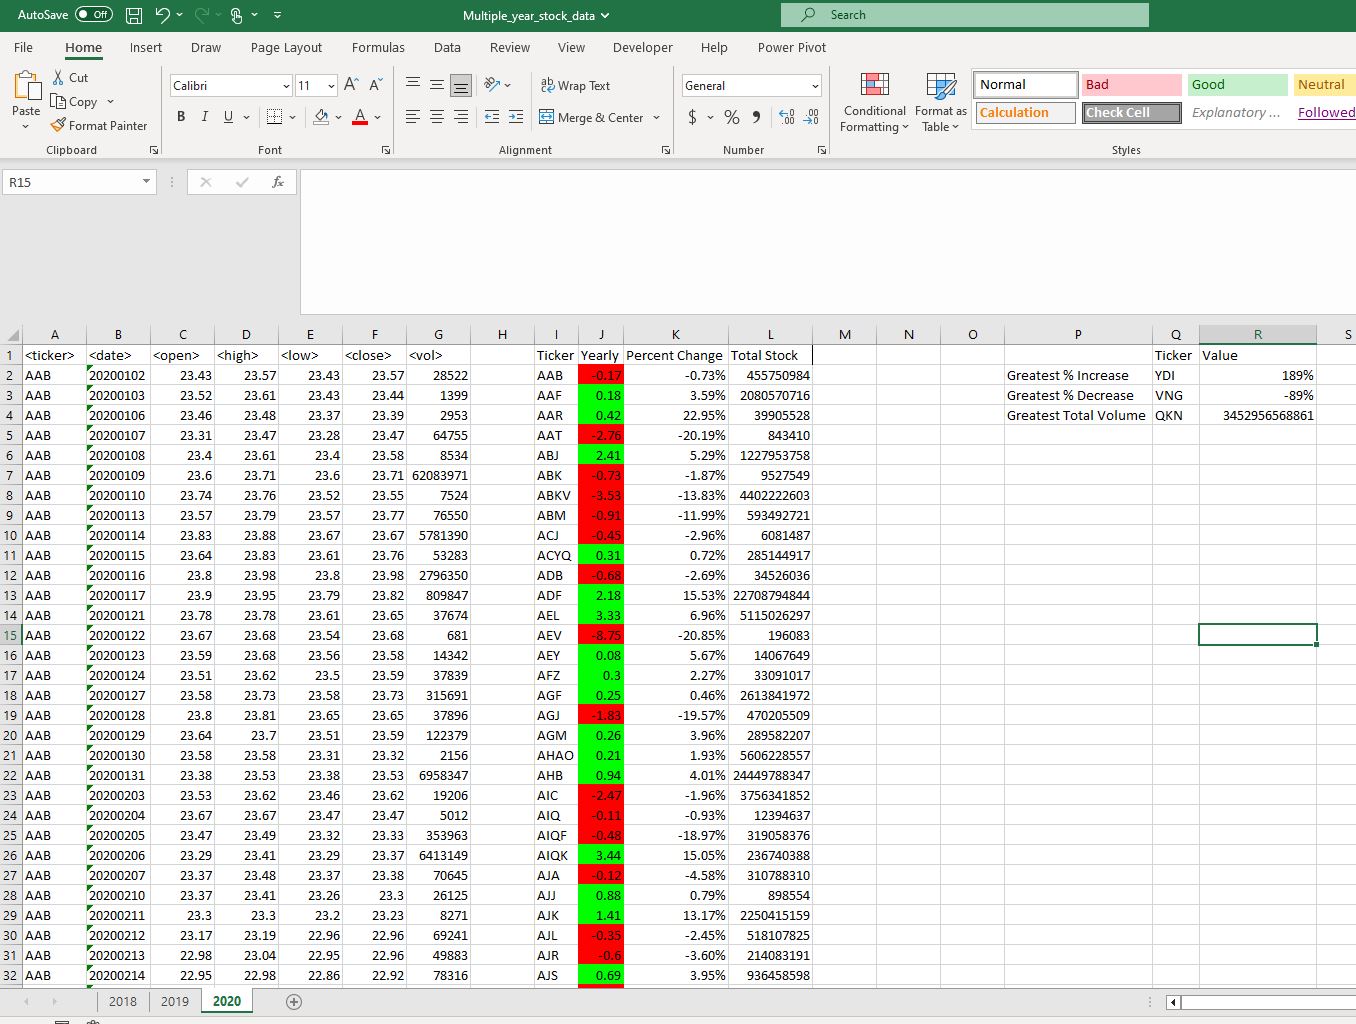 AutoSave Off Multiple_year_stock_data Search
File Home Insert Draw Page Layout Formulas Data Review View Developer Help Power Pivot
Paste
Cut
Copy
Format Painter
Clipboard
Calibri 11
B I U A
Font
Wrap Text
Merge & Center
Alignment
General
$ % 9
Number
Conditional Formatting
Format as Table
Normal Bad Good Neutral
Calculation Check Cell Explanatory ... Followed
Styles
R15 fx
A B C D E F G H I J K L M N O P Q R S
1 <ticker> <date> <open> <high> <low> <close> <vol> Ticker Yearly Percent Change Total Stock Ticker Value
2 AAB 20200102 23.43 23.57 23.43 23.57 28522 AAB -0.17 -0.73% 455750984 Greatest % Increase YDI 189%
3 AAB 20200103 23.52 23.61 23.43 23.44 1399 AAF 0.18 3.59% 2080570716 Greatest % Decrease VNG -89%
4 AAB 20200106 23.46 23.48 23.37 23.39 2953 AAR 0.42 22.95% 39905528 Greatest Total Volume QKN 3452956568861
5 AAB 20200107 23.31 23.47 23.28 23.47 64755 AAT -2.76 -20.19% 843410
6 AAB 20200108 23.4 23.61 23.4 23.58 8534 ABJ 2.41 5.29% 1227953758
7 AAB 20200109 23.6 23.71 23.6 23.71 62083971 ABK -0.73 -1.87% 9527549
8 AAB 20200110 23.74 23.76 23.52 23.55 7524 ABKV -3.53 -13.83% 4402222603
9 AAB 20200113 23.57 23.79 23.57 23.77 76550 ABM -0.91 -11.99% 593492721
10 AAB 20200114 23.83 23.88 23.67 23.67 5781390 ACJ -0.45 -2.96% 6081487
11 AAB 20200115 23.64 23.83 23.61 23.76 53283 ACYQ 0.31 0.72% 285144917
12 AAB 20200116 23.8 23.98 23.8 23.98 2796350 ADB -0.68 -2.69% 34526036
13 AAB 20200117 23.9 23.95 23.79 23.82 809847 ADF 2.18 15.53% 22708794844
14 AAB 20200121 23.78 23.78 23.61 23.65 37674 AEL 3.33 6.96% 5115026297
15 AAB 20200122 23.67 23.68 23.54 23.68 681 AEV -8.75 -20.85% 196083
16 AAB 20200123 23.59 23.68 23.56 23.58 14342 AEY 0.08 5.67% 14067649
17 AAB 20200124 23.51 23.62 23.5 23.59 37839 AFZ 0.3 2.27% 33091017
18 AAB 20200127 23.58 23.73 23.58 23.73 315691 AGF 0.25 0.46% 2613841972
19 AAB 20200128 23.8 23.81 23.65 23.65 37896 AGJ -1.83 -19.57% 470205509
20 AAB 20200129 23.64 23.7 23.51 23.59 122379 AGM 0.26 3.96% 289582207
21 AAB 20200130 23.58 23.58 23.31 23.32 2156 AHAO 0.21 1.93% 5606228557
22 AAB 20200131 23.38 23.53 23.38 23.53 6958347 AHB 0.94 4.01% 24449788347
23 AAB 20200203 23.53 23.62 23.46 23.62 19206 AIC -2.47 -1.96% 3756341852
24 AAB 20200204 23.67 23.67 23.47 23.47 5012 AIQ -0.11 -0.93% 12394637
25 AAB 20200205 23.47 23.49 23.32 23.33 353963 AIQF -0.48 -18.97% 319058376
26 AAB 20200206 23.29 23.41 23.29 23.37 6413149 AIQK 3.44 15.05% 236740388
27 AAB 20200207 23.37 23.48 23.37 23.38 70645 AJA -0.12 -4.58% 310788310
28 AAB 20200210 23.37 23.41 23.26 23.3 26125 AJJ 0.88 0.79% 898554
29 AAB 20200211 23.3 23.3 23.2 23.23 8271 AJK 1.41 13.17% 2250415159
30 AAB 20200212 23.17 23.19 22.96 22.96 69241 AJL -0.35 -2.45% 518107825
31 AAB 20200213 22.98 23.04 22.95 22.96 49883 AJR -0.6 -3.60% 214083191
32 AAB 20200214 22.95 22.98 22.86 22.92 78316 AJS 0.69 3.95% 936458598
2018 2019 2020